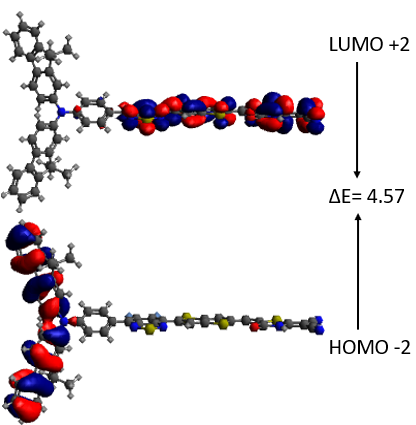 LUMO +2
ΔE= 4.57
HOMO -2